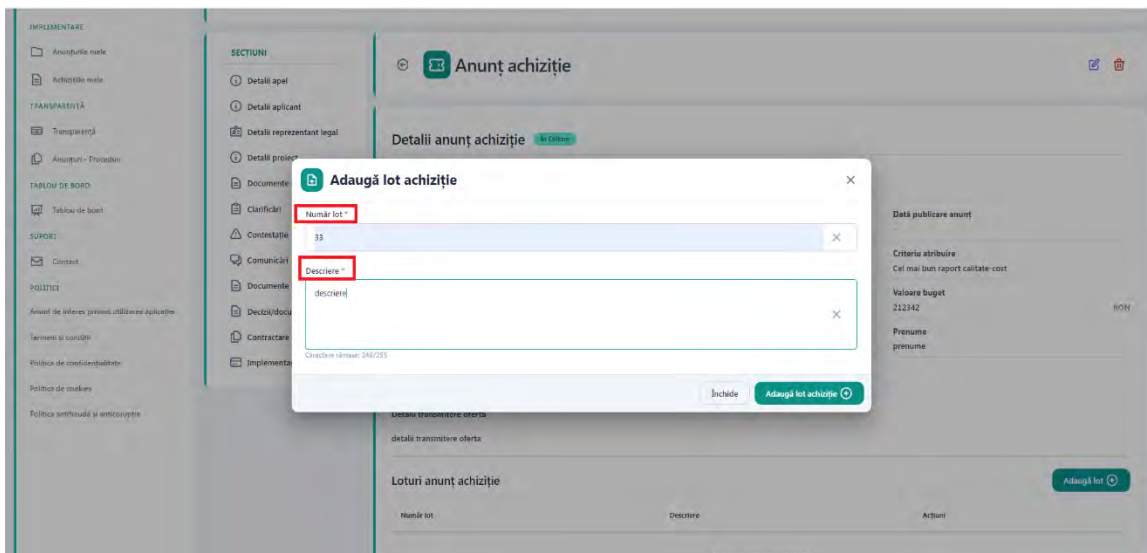 IMPLEMENTARE
Anunțurile mele
Achizițiile mele
TRANSPARENȚĂ
Transparență
Anunțuri - Proceduri
TABLOU DE BORD
Tablou de bord
SUPORT
Contact
POLITICI
Anunț de interes privind utilizarea aplicației
Termeni și condiții
Politica de confidențialitate
Politica de cookies
Politica antifraudă și anticorupție
SECȚIUNI
Detalii apel
Detalii aplicant
Detalii reprezentant legal
Detalii proiect
Documente
Clarificări
Contestație
Comunicări
Documente
Decizii/docu
Contractare
Implementa
Anunț achiziție
Detalii anunț achiziție În Editare
Adaugă lot achiziție
Număr lot *
33
Descriere *
descriere
Caractere rămase: 246/255
Închide
Adaugă lot achiziție
Dată publicare anunț
Criteriu atribuire
Cel mai bun raport calitate-cost
Valoare buget
212342 RON
Prenume
prenume
Detalii transmitere oferta
detalii transmitere oferta
Loturi anunț achiziție
Adaugă lot
Număr lot Descriere Acțiuni